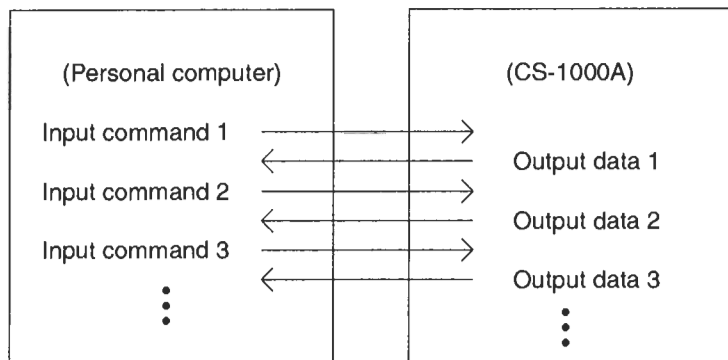 (Personal computer)
(CS-1000A)
Input command 1
Output data 1
Input command 2
Output data 2
Input command 3
Output data 3